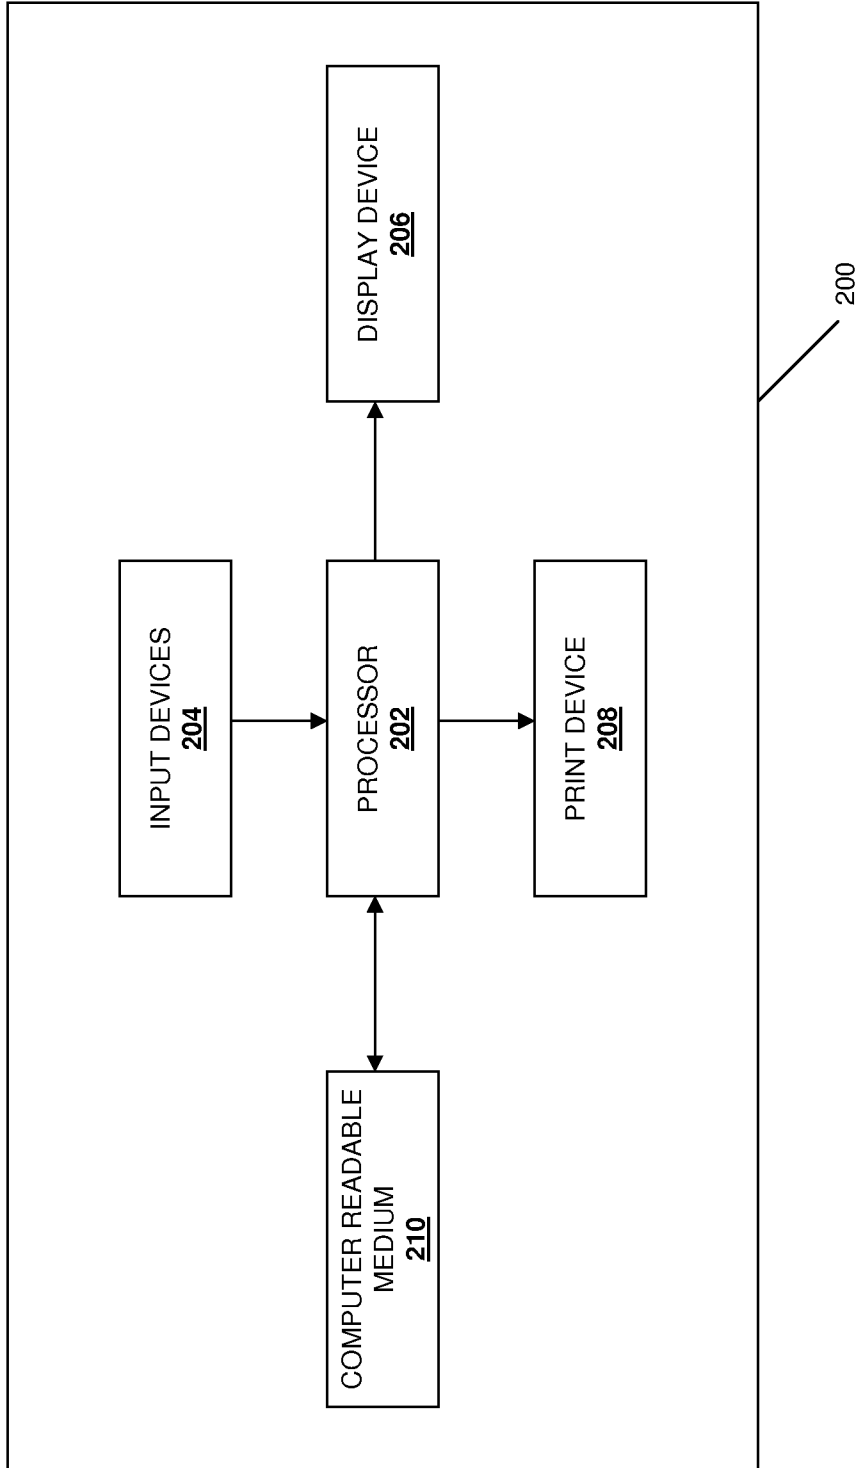 INPUT DEVICES
204
COMPUTER READABLE
MEDIUM
210
PROCESSOR
202
DISPLAY DEVICE
206
PRINT DEVICE
208
200